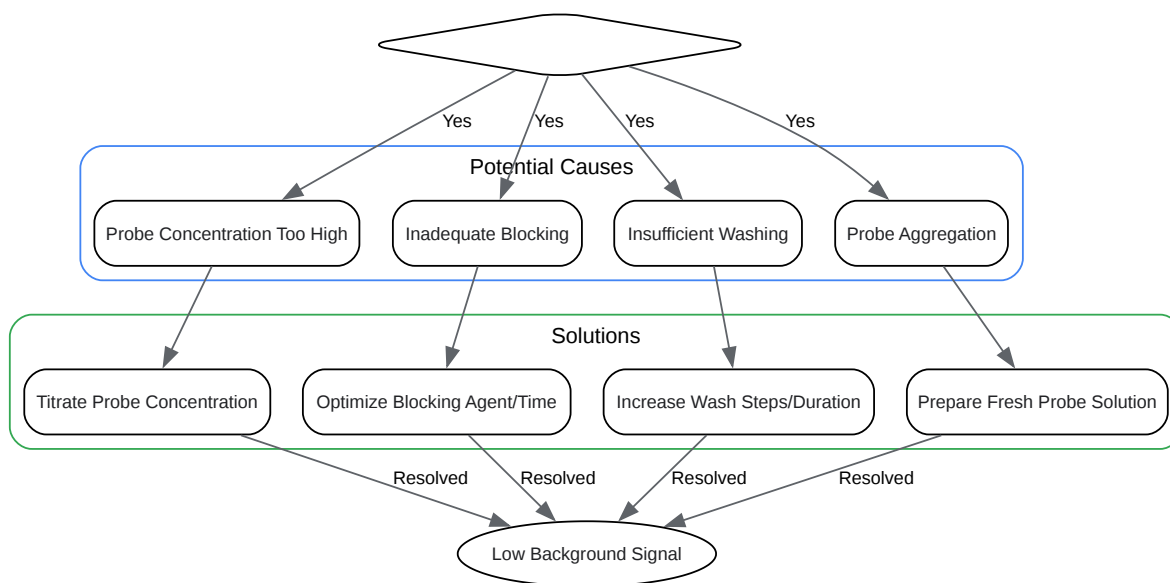 Yes
Yes
Yes
Yes
Potential Causes
Probe Concentration Too High
Inadequate Blocking
Insufficient Washing
Probe Aggregation
Solutions
Titrate Probe Concentration
Optimize Blocking Agent/Time
Increase Wash Steps/Duration
Prepare Fresh Probe Solution
Resolved
Resolved
Resolved
Resolved
Low Background Signal